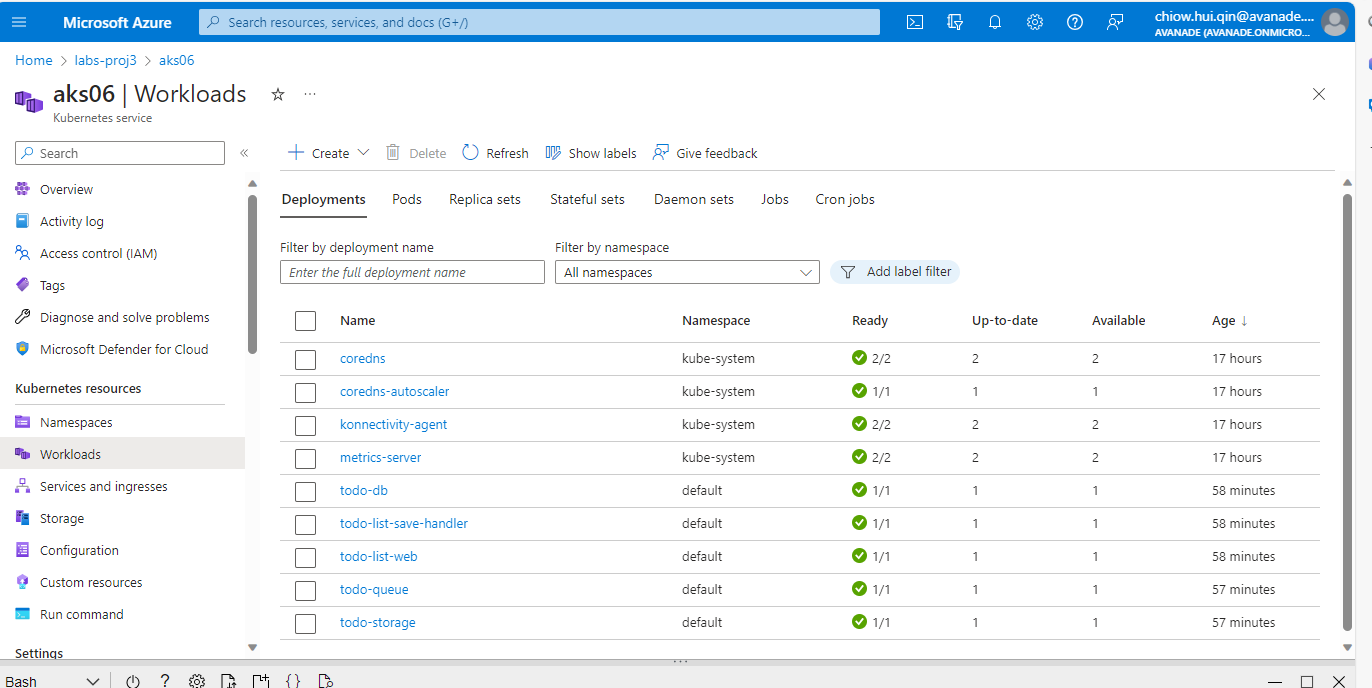 Microsoft Azure
Search resources, services, and docs (G+/)
chiow.hui.qin@avanade....
AVANADE (AVANADE.ONMICRO...
Home > labs-proj3 > aks06
aks06 | Workloads
Kubernetes service
Search
Overview
Activity log
Access control (IAM)
Tags
Diagnose and solve problems
Microsoft Defender for Cloud
Kubernetes resources
Namespaces
Workloads
Services and ingresses
Storage
Configuration
Custom resources
Run command
Settings
Create Delete Refresh Show labels Give feedback
Deployments Pods Replica sets Stateful sets Daemon sets Jobs Cron jobs
Filter by deployment name Filter by namespace
Enter the full deployment name All namespaces Add label filter
Name Namespace Ready Up-to-date Available Age ↓
coredns kube-system 2/2 2 2 17 hours
coredns-autoscaler kube-system 1/1 1 1 17 hours
konnectivity-agent kube-system 2/2 2 2 17 hours
metrics-server kube-system 2/2 2 2 17 hours
todo-db default 1/1 1 1 58 minutes
todo-list-save-handler default 1/1 1 1 58 minutes
todo-list-web default 1/1 1 1 58 minutes
todo-queue default 1/1 1 1 57 minutes
todo-storage default 1/1 1 1 57 minutes
Bash